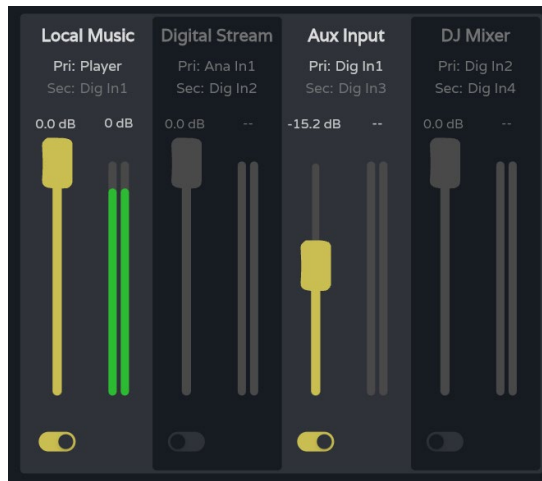 Local Music
Pri: Player
Sec: Dig In1
0.0 dB 0 dB
Digital Stream
Pri: Ana In1
Sec: Dig In2
0.0 dB --
Aux Input
Pri: Dig In1
Sec: Dig In3
-15.2 dB --
DJ Mixer
Pri: Dig In2
Sec: Dig In4
0.0 dB --